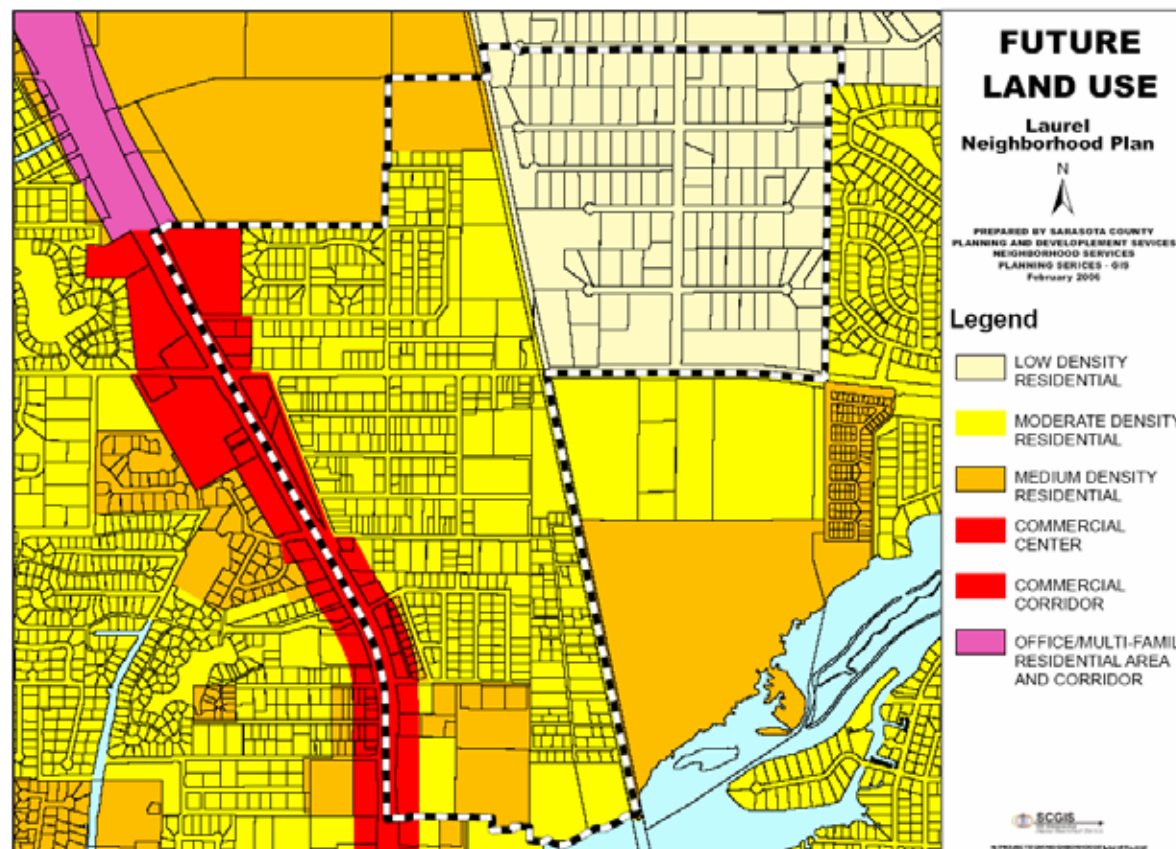 FUTURE
LAND USE
Laurel
Neighborhood Plan
N
PREPARED BY SARASOTA COUNTY
PLANNING AND DEVELOPLEMENT SEVICES
NEIGHBORHOOD SERVICES
PLANNING SERICES - GIS
February 2006
Legend
LOW DENSITY
RESIDENTIAL
MODERATE DENSITY
RESIDENTIAL
MEDIUM DENSITY
RESIDENTIAL
COMMERCIAL
CENTER
COMMERCIAL
CORRIDOR
OFFICE/MULTI-FAMIL
RESIDENTIAL AREA
AND CORRIDOR
SCGIS